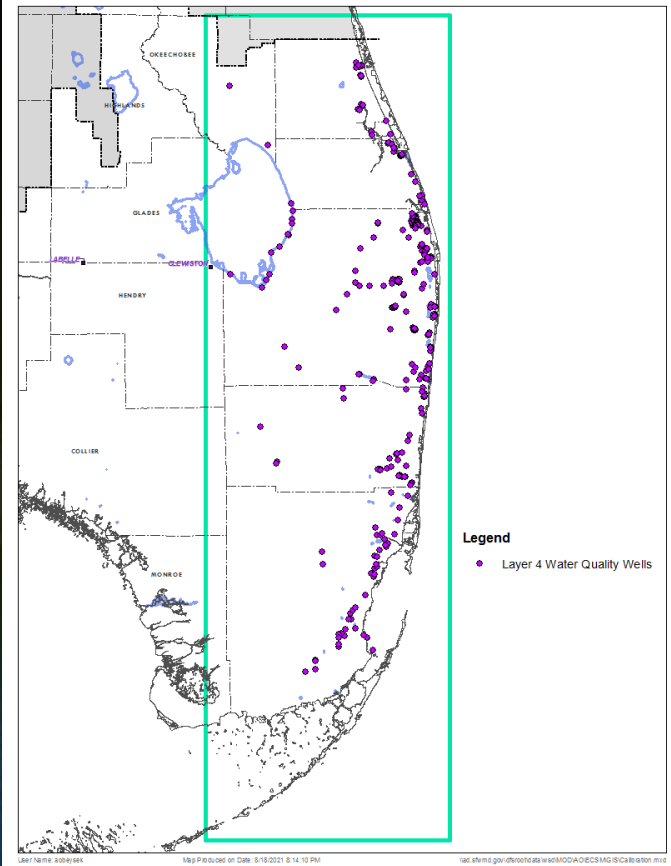 OKEECHOBEE
HIGHLANDS
GLADES
LABELLE
CLEWISTON
HENDRY
COLLIER
Legend
Layer 4 Water Quality Wells
MONROE
User Name: aobeysek
Map Produced on Date: 8/18/2021 8:14:10 PM